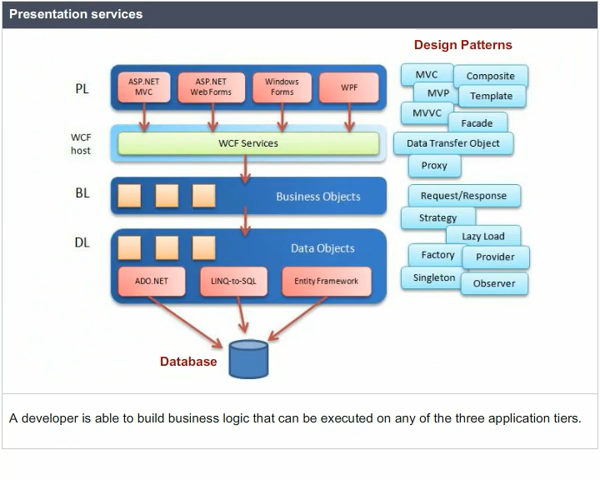 Presentation services
Design Patterns
PL
ASP.NET
MVC
ASP.NET
Web Forms
Windows
Forms
WPF
MVC
Composite
MVP
Template
MVVC
Facade
WCF
host
WCF Services
Data Transfer Object
Proxy
BL
Business Objects
Request/Response
Strategy
DL
Data Objects
Lazy Load
Factory
Provider
ADO.NET
LINQ-to-SQL
Entity Framework
Singleton
Observer
Database
A developer is able to build business logic that can be executed on any of the three application tiers.